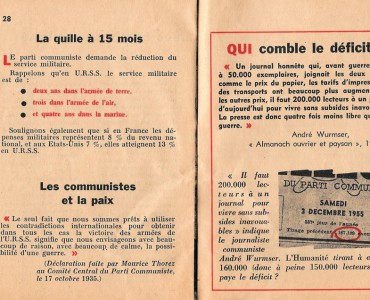 28
La quille à 15 mois
LE parti communiste demande la réduction du
service militaire.
Rappelons qu'en U.R.S.S. le service militaire
est de :
● deux ans dans l'armée de terre,
● trois dans l'armée de l'air,
● et quatre ans dans la marine.
Soulignons également que si en France les dé-
penses militaires représentent 8 % du revenu na-
tional, et aux Etats-Unis 7 %, elles atteignent 13 %
en U.R.S.S.
Les communistes
et la paix
« Le seul fait que nous sommes prêts à utiliser
les contradictions internationales pour obtenir
dans tous les cas la victoire des armées de
l'U.R.S.S. signifie que nous envisageons avec beau-
coup de raison, avec beaucoup de calme, la possi-
bilité d'une guerre. »
(Déclaration faite par Maurice Thorez
au Comité Central du Parti Communiste,
le 17 octobre 1935.)
QUI comble le déficit
« Un journal honnête qui, avant guerre,
à 50.000 exemplaires, joignait les deux
comme le prix du papier, les tarifs d'impres
des transports ont beaucoup plus augmen
les autres prix, il faut 200.000 lecteurs à un j
d'aujourd'hui pour vivre sans subsides inavou
La presse est donc quatre fois moins libre qu
guerre. »
André Wurmser,
« Almanach ouvrier et paysan », 1
« Il faut
200.000 lec-
teurs à un
journal pour
vivre sans sub-
sides inavoua-
bles » indique
le journaliste
communiste
André Wurmser. L'Humanité tirant à
160.000 (donc à peine 150.000 lecteurs
paye le déficit ?
DU PARTI COMMU
SAMEDI
3 DECEMBRE 1955
Tirage précédent
167.190